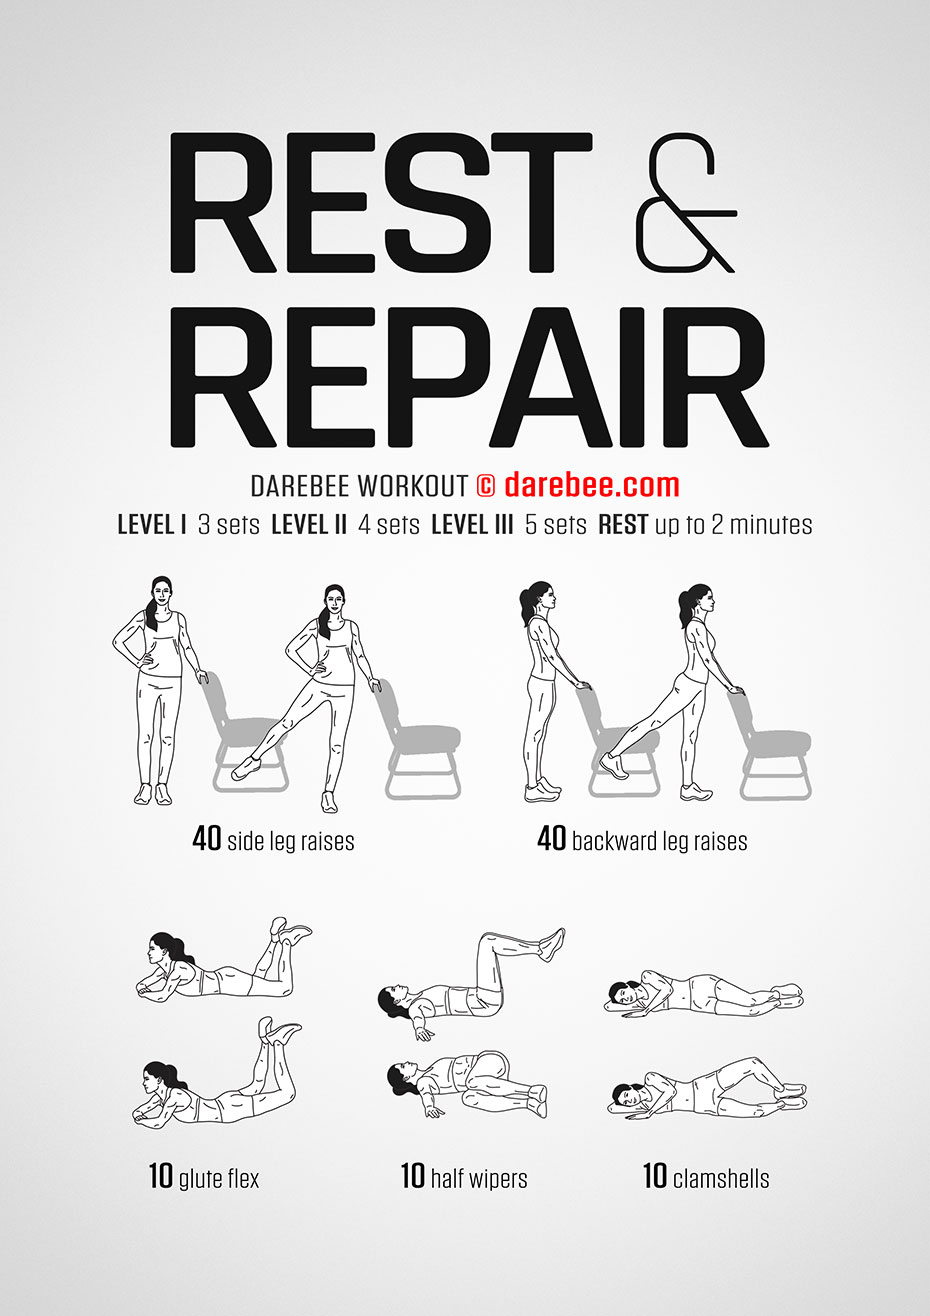 REST &
REPAIR
DAREBEE WORKOUT © darebee.com
LEVEL I 3 sets LEVEL II 4 sets LEVEL III 5 sets REST up to 2 minutes
40 side leg raises
40 backward leg raises
10 glute flex
10 half wipers
10 clamshells